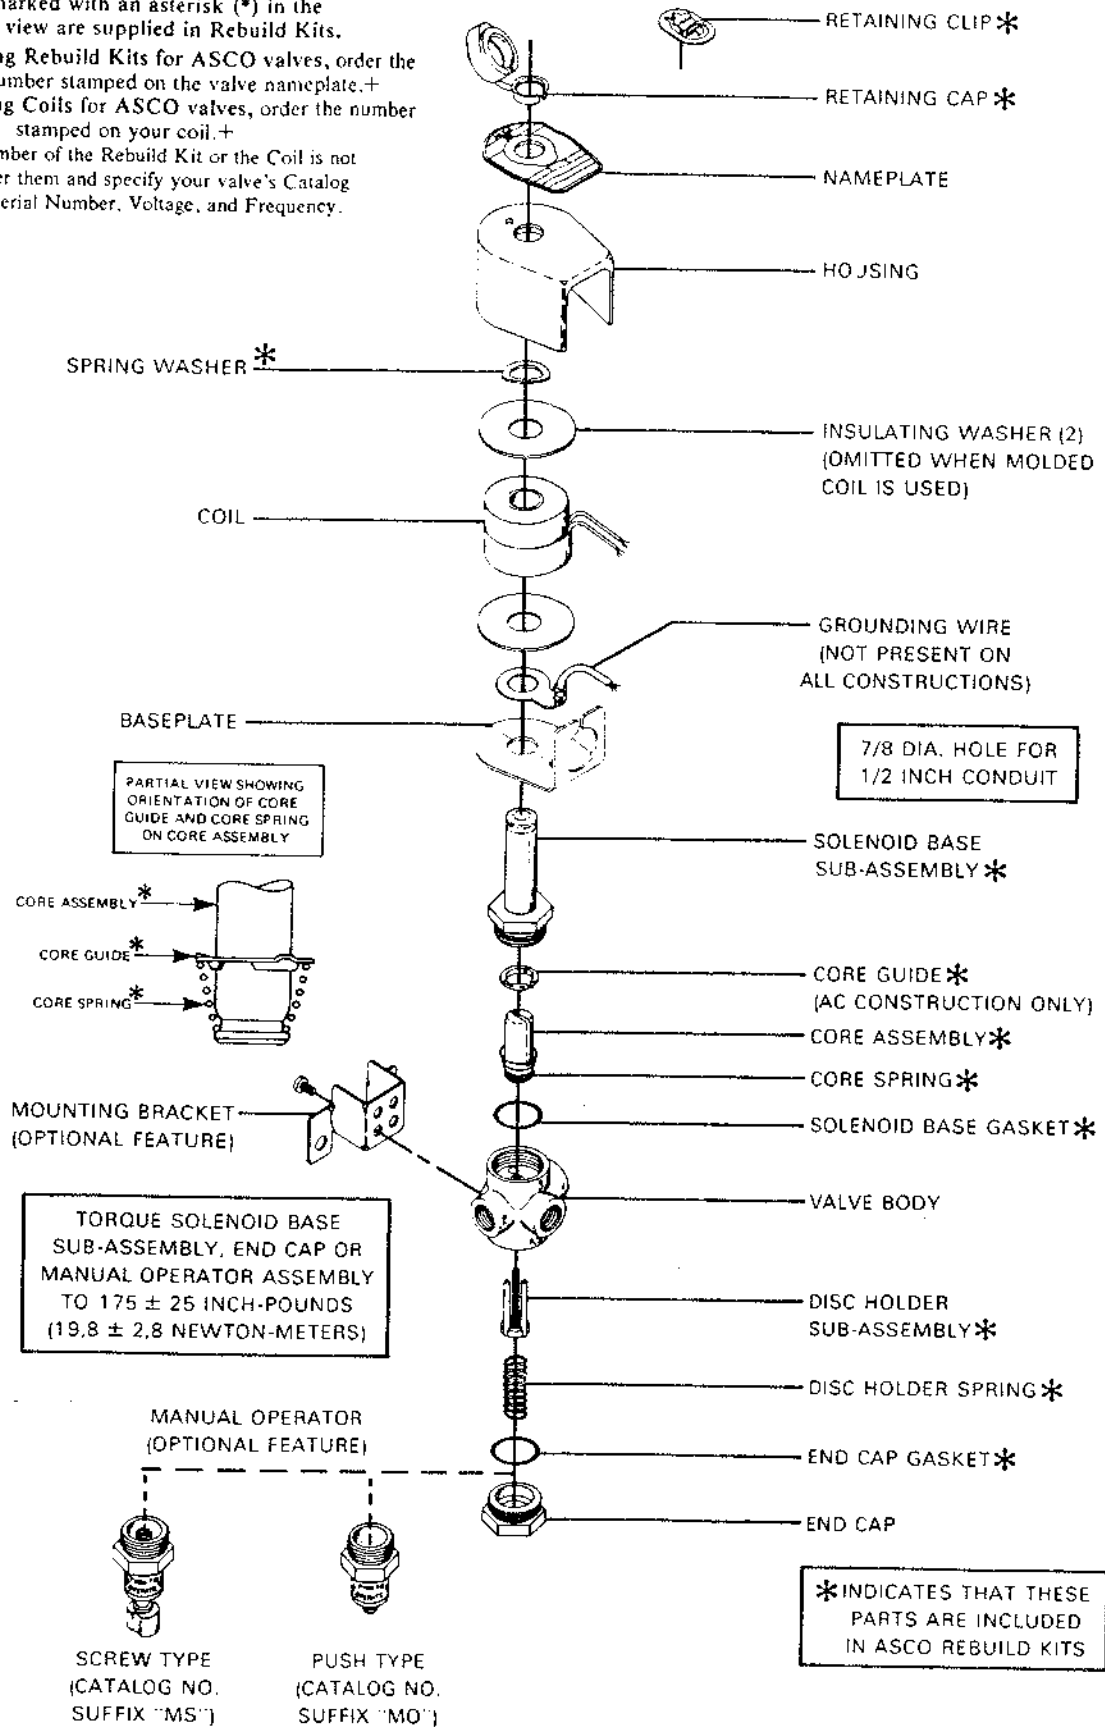 marked with an asterisk (*) in the
view are supplied in Rebuild Kits.
Rebuild Kits for ASCO valves, order the
number stamped on the valve nameplate.+
Coils for ASCO valves, order the number
stamped on your coil.+
of the Rebuild Kit or the Coil is not
them and specify your valve's Catalog
Number, Voltage, and Frequency.
RETAINING CLIP*
RETAINING CAP*
NAMEPLATE
HOUSING
SPRING WASHER*
INSULATING WASHER (2)
(OMITTED WHEN MOLDED
COIL IS USED)
COIL
GROUNDING WIRE
(NOT PRESENT ON
ALL CONSTRUCTIONS)
BASEPLATE
7/8 DIA. HOLE FOR
1/2 INCH CONDUIT
PARTIAL VIEW SHOWING
ORIENTATION OF CORE
GUIDE AND CORE SPRING
ON CORE ASSEMBLY
SOLENOID BASE
SUB-ASSEMBLY*
CORE ASSEMBLY*
CORE GUIDE*
CORE SPRING*
CORE GUIDE*
(AC CONSTRUCTION ONLY)
CORE ASSEMBLY*
CORE SPRING*
MOUNTING BRACKET
(OPTIONAL FEATURE)
SOLENOID BASE GASKET*
VALVE BODY
TORQUE SOLENOID BASE
SUB-ASSEMBLY, END CAP OR
MANUAL OPERATOR ASSEMBLY
TO 175 ± 25 INCH-POUNDS
(19,8 ± 2,8 NEWTON-METERS)
DISC HOLDER
SUB-ASSEMBLY*
DISC HOLDER SPRING*
MANUAL OPERATOR
(OPTIONAL FEATURE)
END CAP GASKET*
END CAP
SCREW TYPE
(CATALOG NO.
SUFFIX "MS")
PUSH TYPE
(CATALOG NO.
SUFFIX "MO")
*INDICATES THAT THESE
PARTS ARE INCLUDED
IN ASCO REBUILD KITS